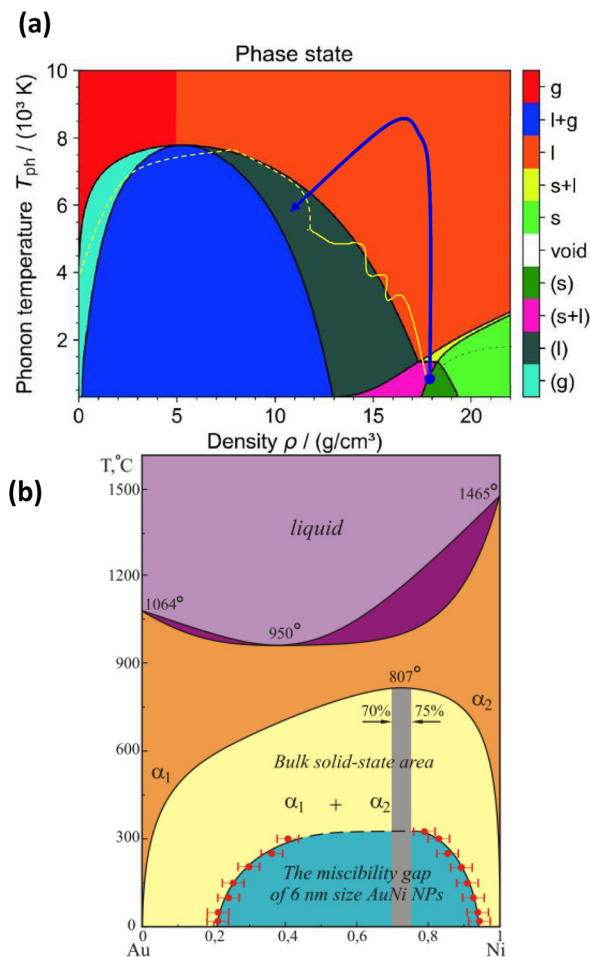 (a)
Phase state
Phonon temperature Tₚₕ / (10³ K)
10
8
6
4
2
0
5
10
15
20
Density ρ / (g/cm³)
g
l+g
l
s+l
s
void
(s)
(s+l)
(l)
(g)
(b)
T,°C
1500
1200
900
600
300
0
liquid
1465°
1064°
950°
807°
70%
75%
α₁
α₂
Bulk solid-state area
α₁ + α₂
The miscibility gap
of 6 nm size AuNi NPs
0
0,2
0,4
0,6
0,8
1
Au
Ni